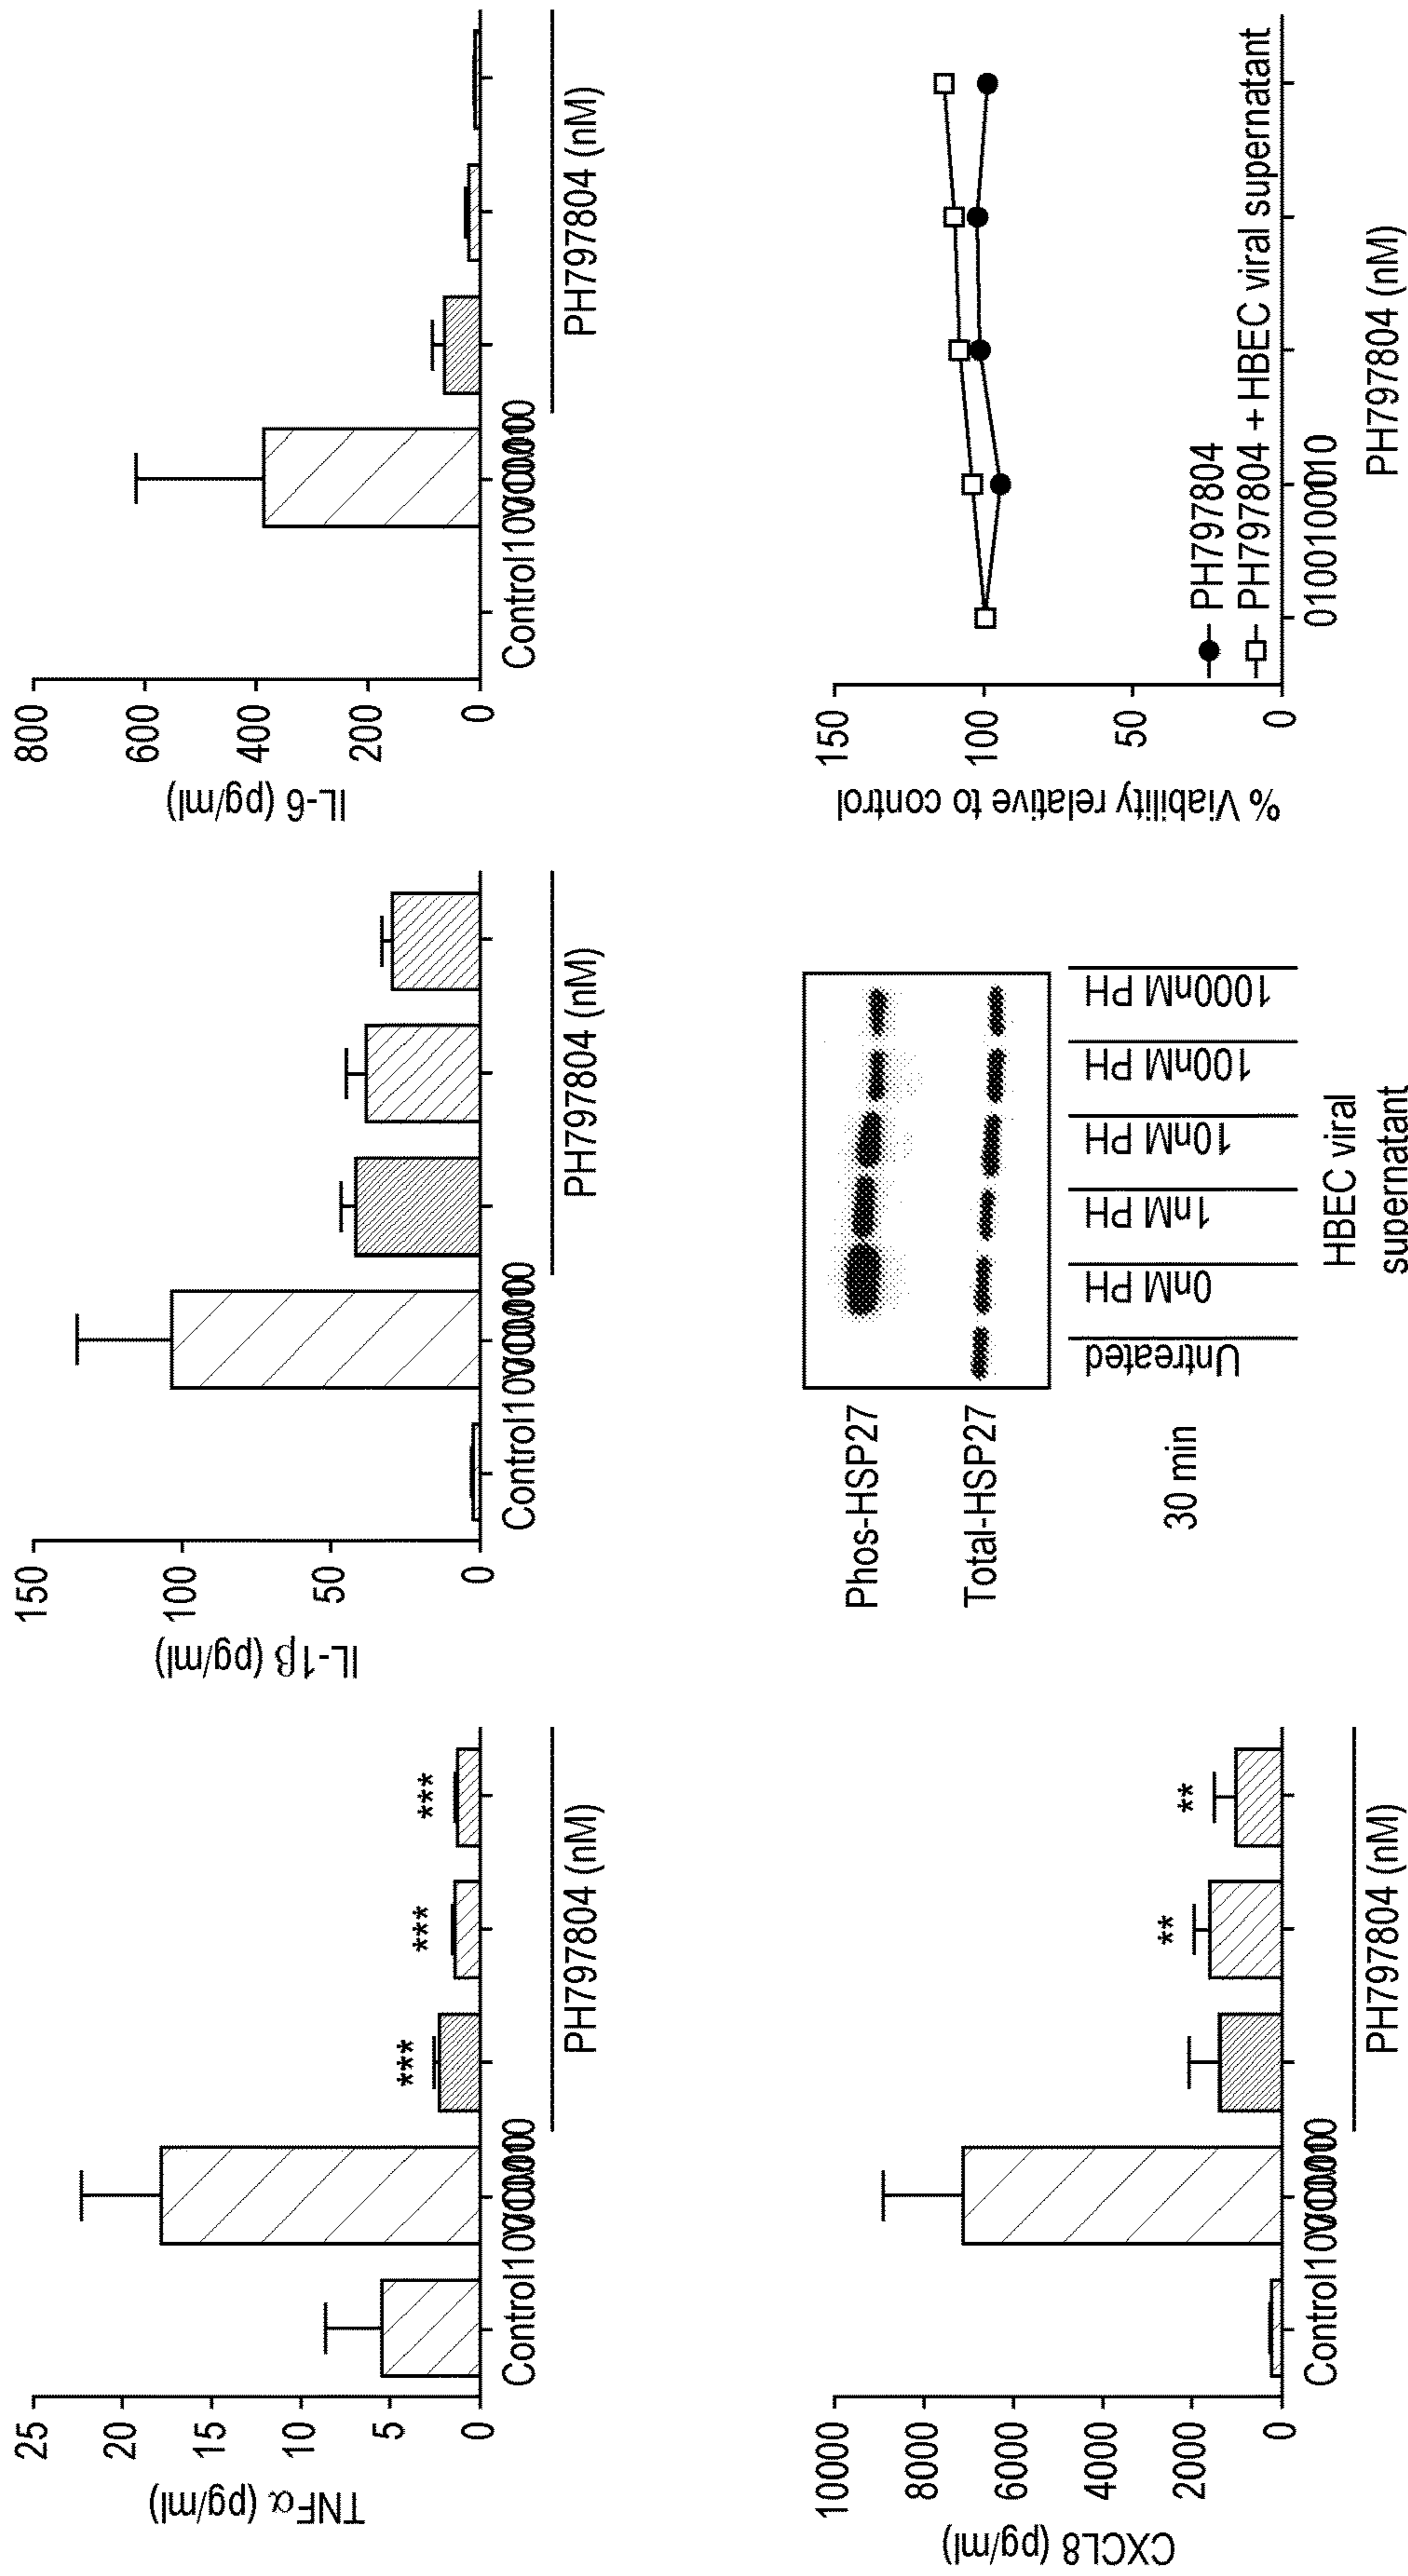 TNFα (pg/ml)
25
20
15
10
5
0
***
***
***
Control
PH797804 (nM)
IL-1β (pg/ml)
150
100
50
0
Control
PH797804 (nM)
IL-6 (pg/ml)
800
600
400
200
0
Control
PH797804 (nM)
CXCL8 (pg/ml)
10000
8000
6000
4000
2000
0
**
**
Control
PH797804 (nM)
Phos-HSP27
Total-HSP27
30 min
Untreated
0nM PH
1nM PH
10nM PH
100nM PH
1000nM PH
HBEC viral
supernatant
% Viability relative to control
150
100
50
0
PH797804
PH797804 + HBEC viral supernatant
PH797804 (nM)